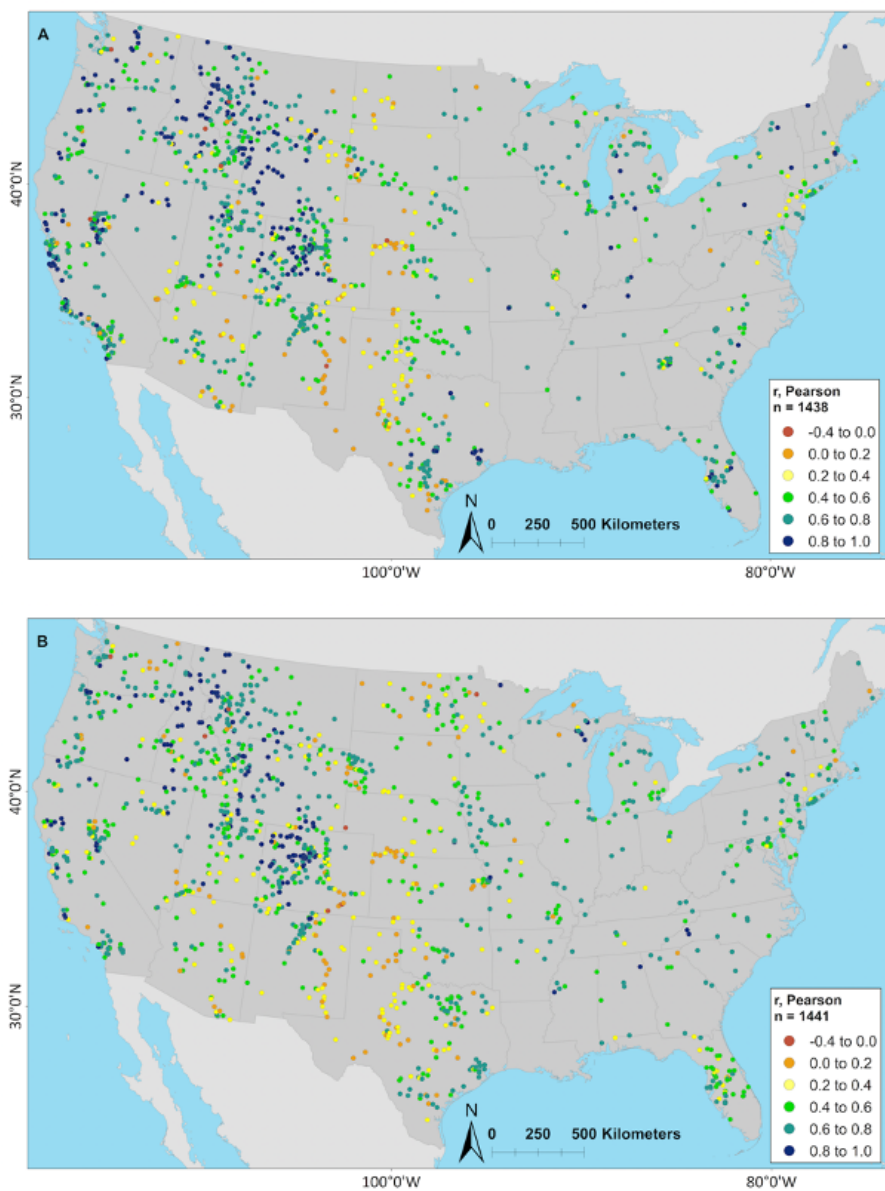 A
40°0'N
30°0'N
r, Pearson
n = 1438
-0.4 to 0.0
0.0 to 0.2
0.2 to 0.4
0.4 to 0.6
0.6 to 0.8
0.8 to 1.0
N
0 250 500 Kilometers
100°0'W 80°0'W
B
40°0'N
30°0'N
r, Pearson
n = 1441
-0.4 to 0.0
0.0 to 0.2
0.2 to 0.4
0.4 to 0.6
0.6 to 0.8
0.8 to 1.0
N
0 250 500 Kilometers
100°0'W 80°0'W